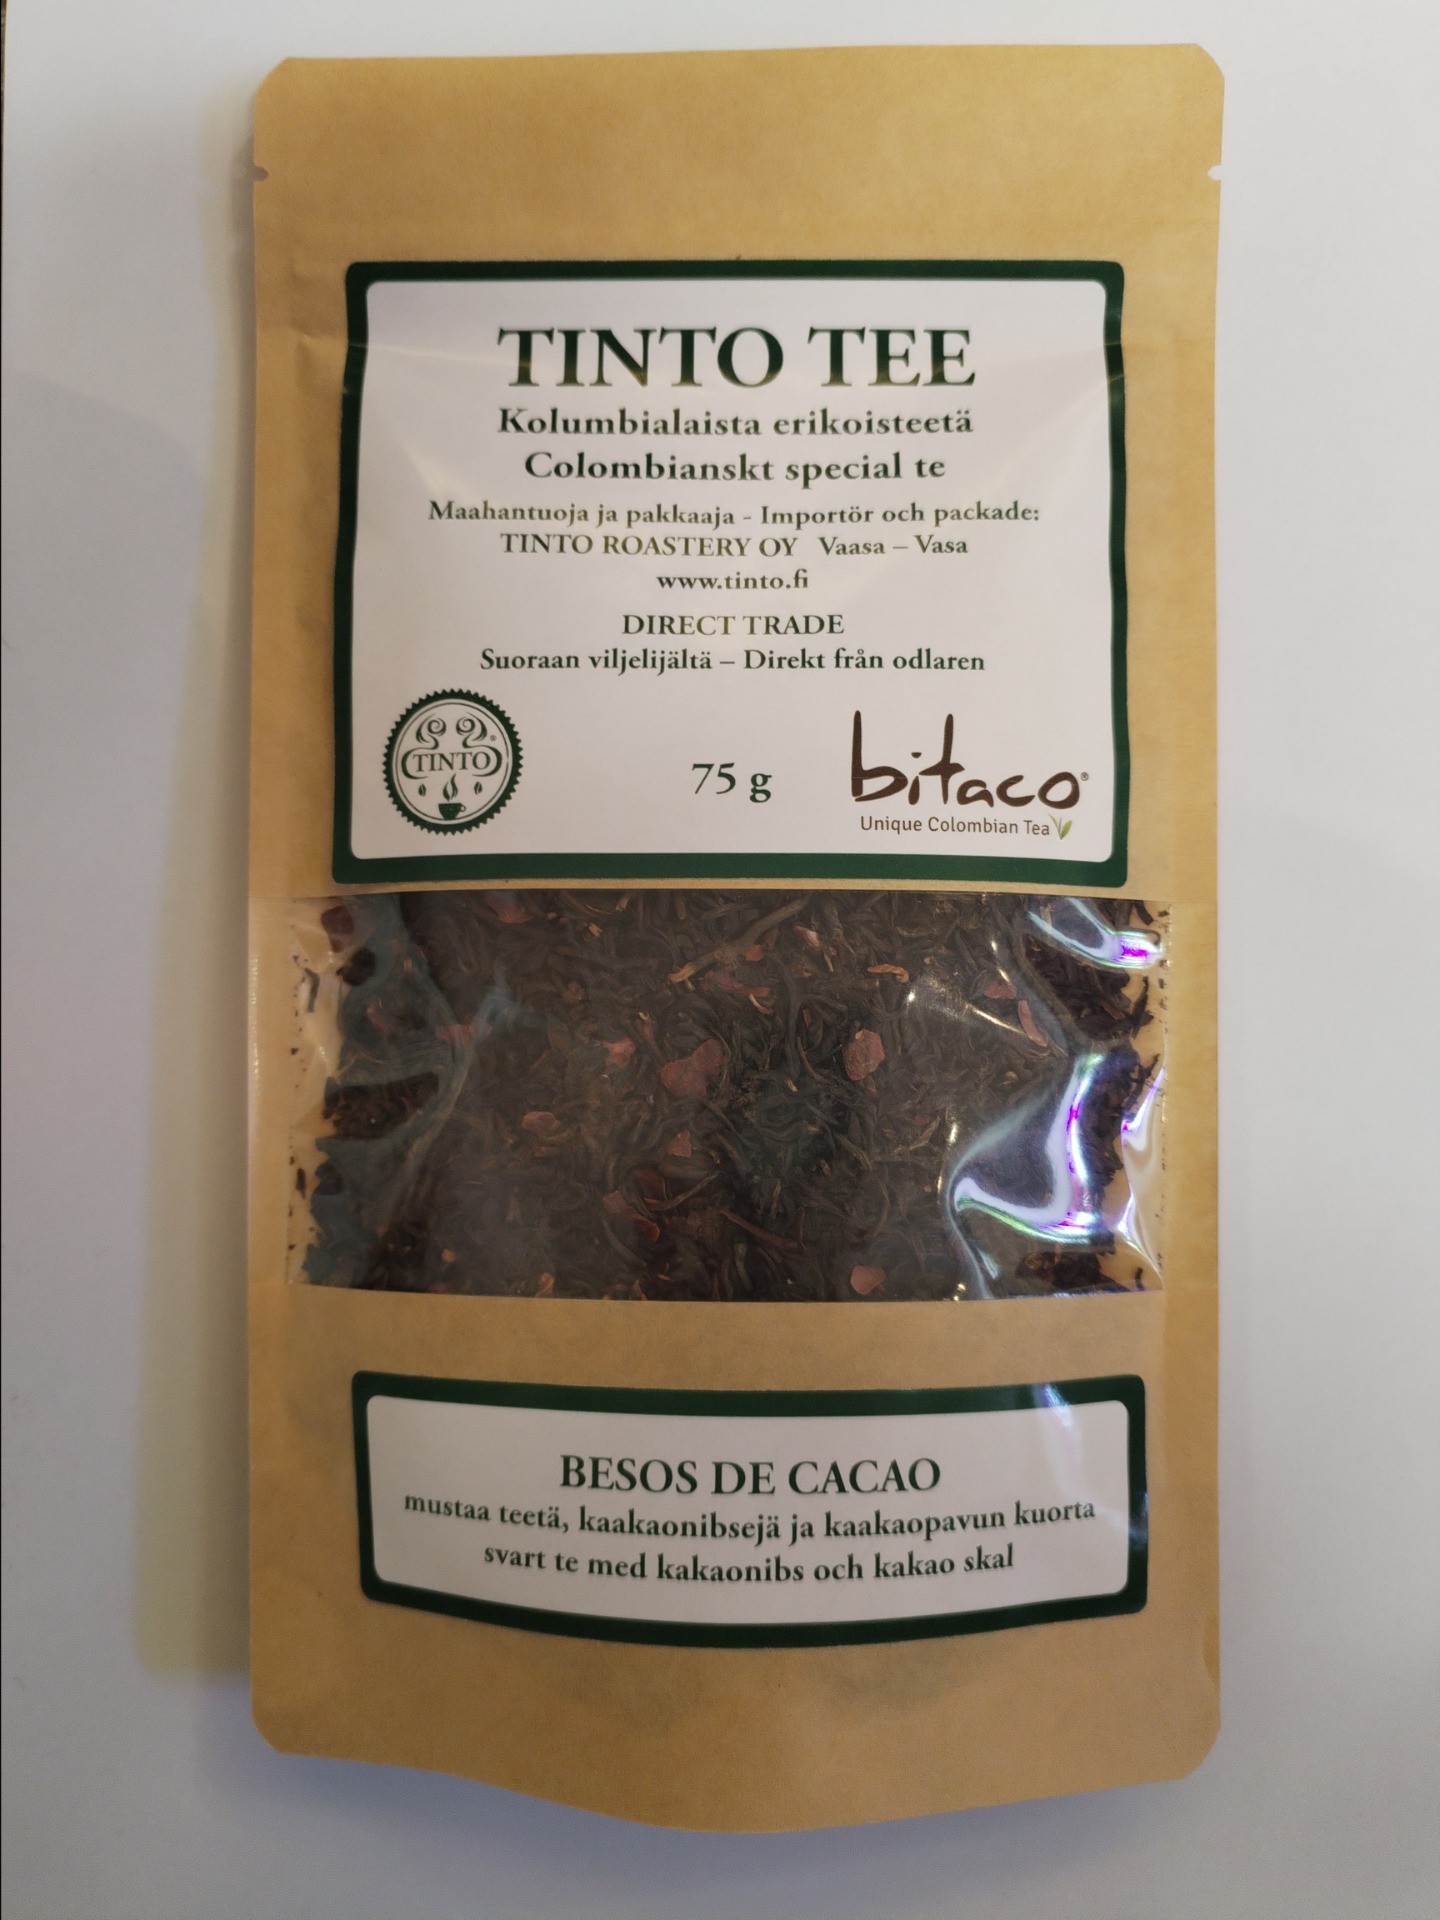 TINTO TEE
Kolumbialaista erikoisteetä
Colombianskt special te
Maahantuoja ja pakkaaja - Importör och packade:
TINTO ROASTERY OY Vaasa – Vasa
www.tinto.fi
DIRECT TRADE
Suoraan viljelijältä – Direkt från odlaren
TINTO®
75 g
bitaco®
Unique Colombian Tea
BESOS DE CACAO
mustaa teetä, kaakaonibsejä ja kaakaopavun kuorta
svart te med kakaonibs och kakao skal